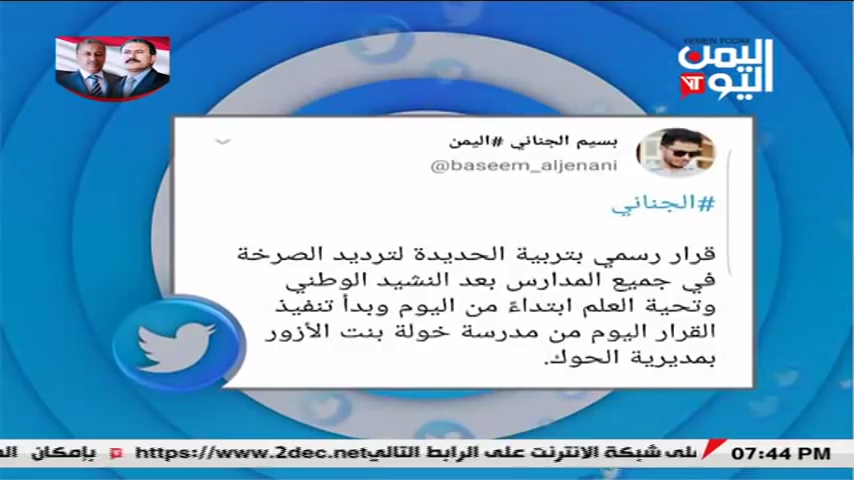 YEMEN TODAY
اليمن
اليوم
بسيم الجناني #اليمن
@baseem_aljenani
#الجناني
قرار رسمي بتربية الحديدة لترديد الصرخة
في جميع المدارس بعد النشيد الوطني
وتحية العلم ابتداءً من اليوم وبدأ تنفيذ
القرار اليوم من مدرسة خولة بنت الأزور
بمديرية الحوك.
07:44 PM على شبكة الانترنت على الرابط التالي https://www.2dec.net بإمكان